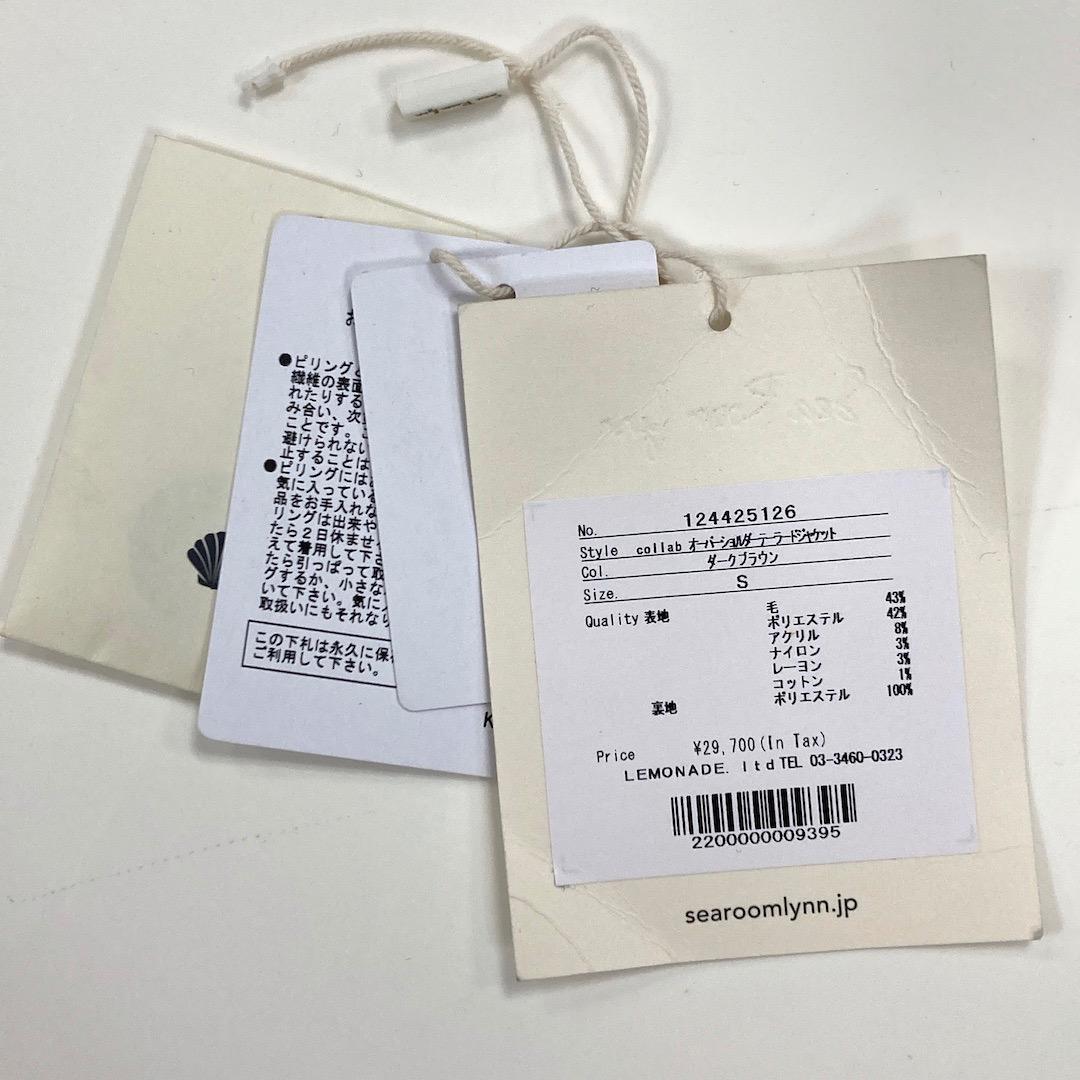 お
●ピリング
繊維の表面
れたりする
み合い、次
ことです。
避けられない
止することは
●ピリングはいる
気に入ってい
品をお手入れな
リング出来や
たら2日休ませ
えて着用して下さ
たら引っぱって取
グするか、小さな
いて下さい。気に入
取扱いにもそれなり
この下札は永久に保
ご利用して下さい。
K
Sea Room lynn
No. 124425126
Style collab オーバーショルダーテーラードジャケット
Col. ダークブラウン
Size. S
Quality 表地 毛 43%
ポリエステル 42%
アクリル 8%
ナイロン 3%
レーヨン 3%
コットン 1%
裏地 ポリエステル 100%
Price ¥29,700(In Tax)
LEMONADE. ltd TEL 03-3460-0323
2200000009395
searoomlynn.jp